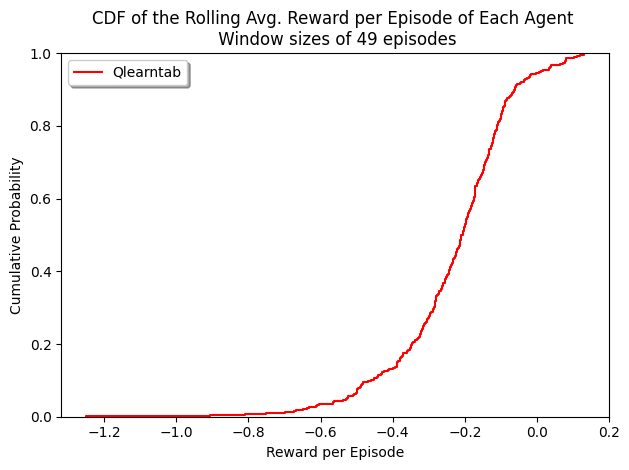 CDF of the Rolling Avg. Reward per Episode of Each Agent
Window sizes of 49 episodes
Qlearntab
Cumulative Probability
1.0
0.8
0.6
0.4
0.2
0.0
−1.2 −1.0 −0.8 −0.6 −0.4 −0.2 0.0 0.2
Reward per Episode